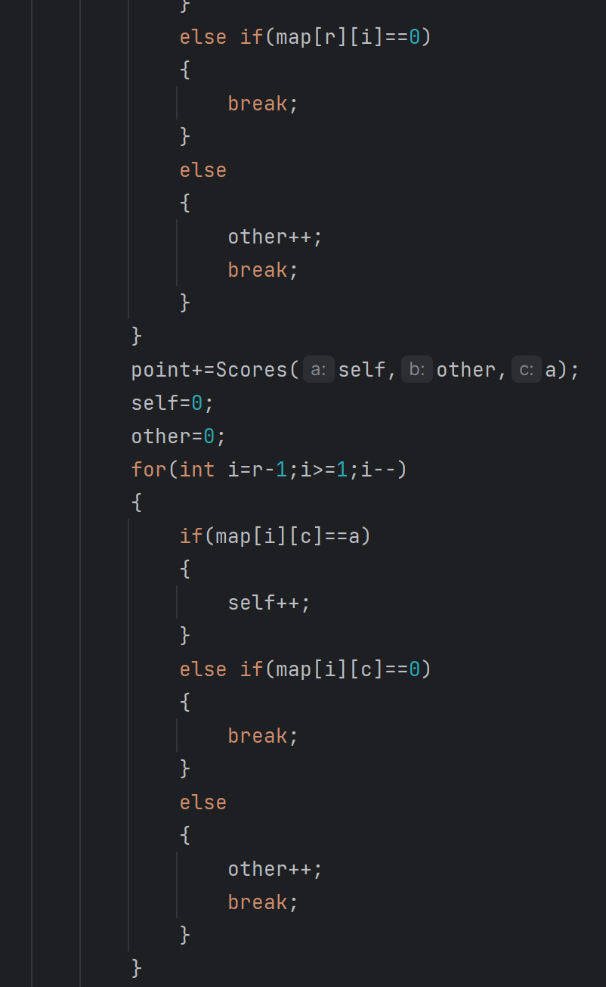 }
else if(map[r][i]==0)
{
break;
}
else
{
other++;
break;
}
}
point+=Scores( a: self, b: other, c: a);
self=0;
other=0;
for(int i=r-1;i>=1;i--)
{
if(map[i][c]==a)
{
self++;
}
else if(map[i][c]==0)
{
break;
}
else
{
other++;
break;
}
}